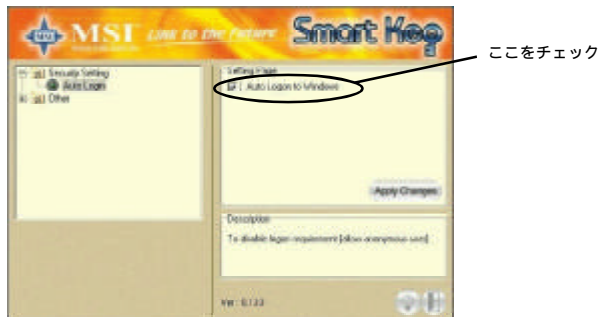 MSI
Link to the Future
Smart Key
ここをチェック
Security Setting
Auto Logon
Other
Setting Page
Auto Logon to Windows
Apply Changes
Description
To disable logon requirement [allow anonymous user]